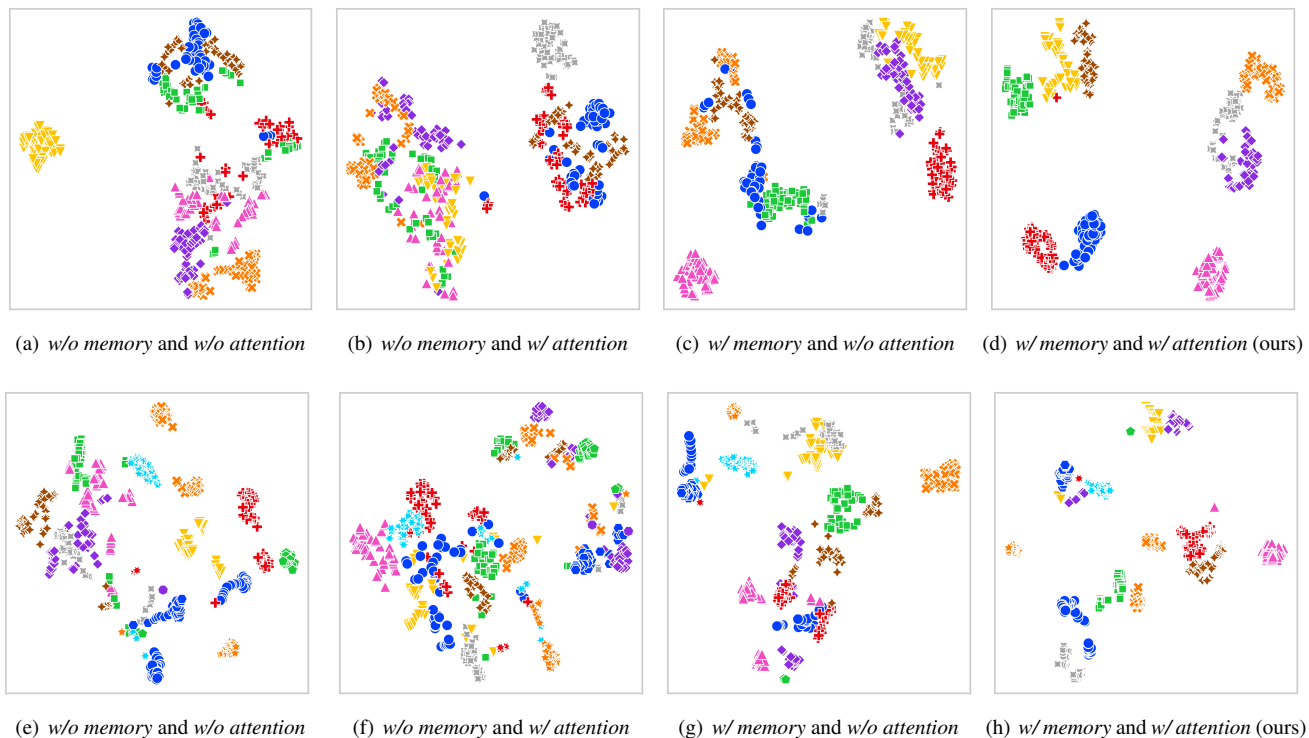 (a) w/o memory and w/o attention
(b) w/o memory and w/ attention
(c) w/ memory and w/o attention
(d) w/ memory and w/ attention (ours)
(e) w/o memory and w/o attention
(f) w/o memory and w/ attention
(g) w/ memory and w/o attention
(h) w/ memory and w/ attention (ours)